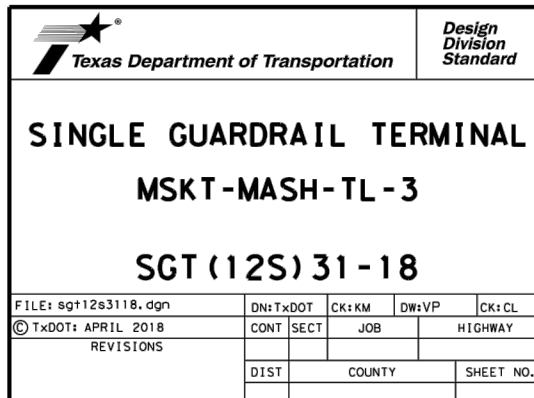 Texas Department of Transportation
Design
Division
Standard
SINGLE GUARDRAIL TERMINAL
MSKT-MASH-TL-3
SGT(12S)31-18
FILE: sgt12s3118.dgn DN:TxDOT CK:KM DW:VP CK:CL
© TxDOT: APRIL 2018 CONT SECT JOB HIGHWAY
REVISIONS
DIST COUNTY SHEET NO.